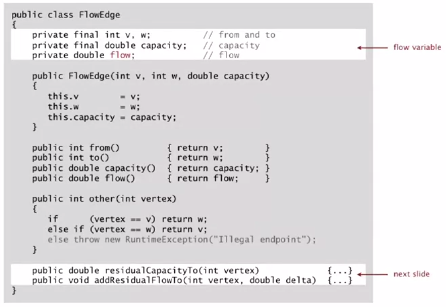 public class FlowEdge
{
private final int v, w; // from and to
private final double capacity; // capacity
private double flow; // flow
flow variable
public FlowEdge(int v, int w, double capacity)
{
this.v = v;
this.w = w;
this.capacity = capacity;
}
public int from() { return v; }
public int to() { return w; }
public double capacity() { return capacity; }
public double flow() { return flow; }
public int other(int vertex)
{
if (vertex == v) return w;
else if (vertex == w) return v;
else throw new RuntimeException("Illegal endpoint");
}
public double residualCapacityTo(int vertex) {...}
public void addResidualFlowTo(int vertex, double delta) {...}
next slide
}